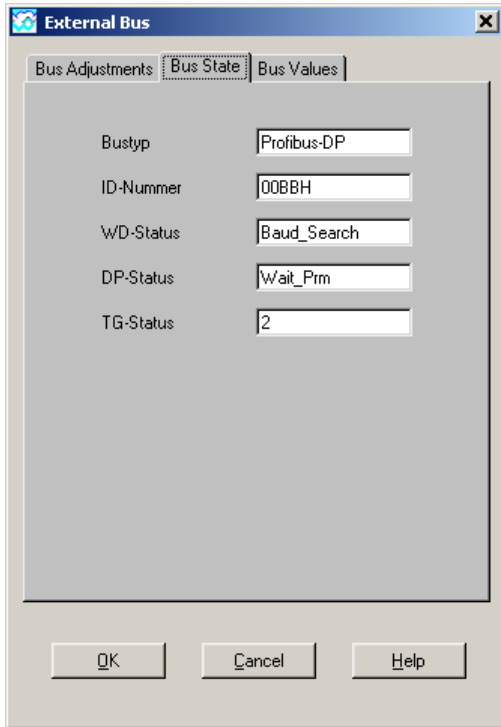 External Bus
Bus Adjustments Bus State Bus Values
Bustyp Profibus-DP
ID-Nummer 00BBH
WD-Status Baud_Search
DP-Status Wait_Prm
TG-Status 2
OK Cancel Help